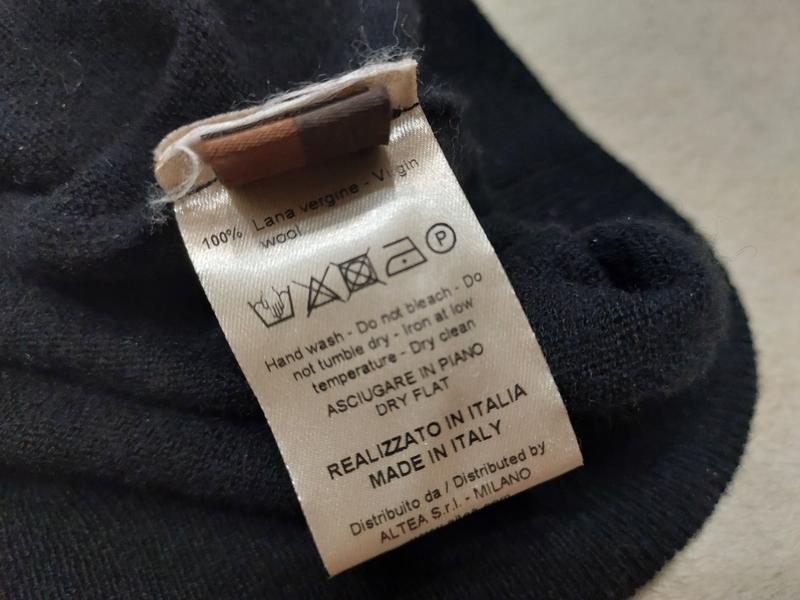 100% Lana vergine - Virgin
wool
P
Hand wash - Do not bleach - Do
not tumble dry - Iron at low
temperature - Dry clean
ASCIUGARE IN PIANO
DRY FLAT
REALIZZATO IN ITALIA
MADE IN ITALY
Distribuito da / Distributed by
ALTEA S.r.l. - MILANO